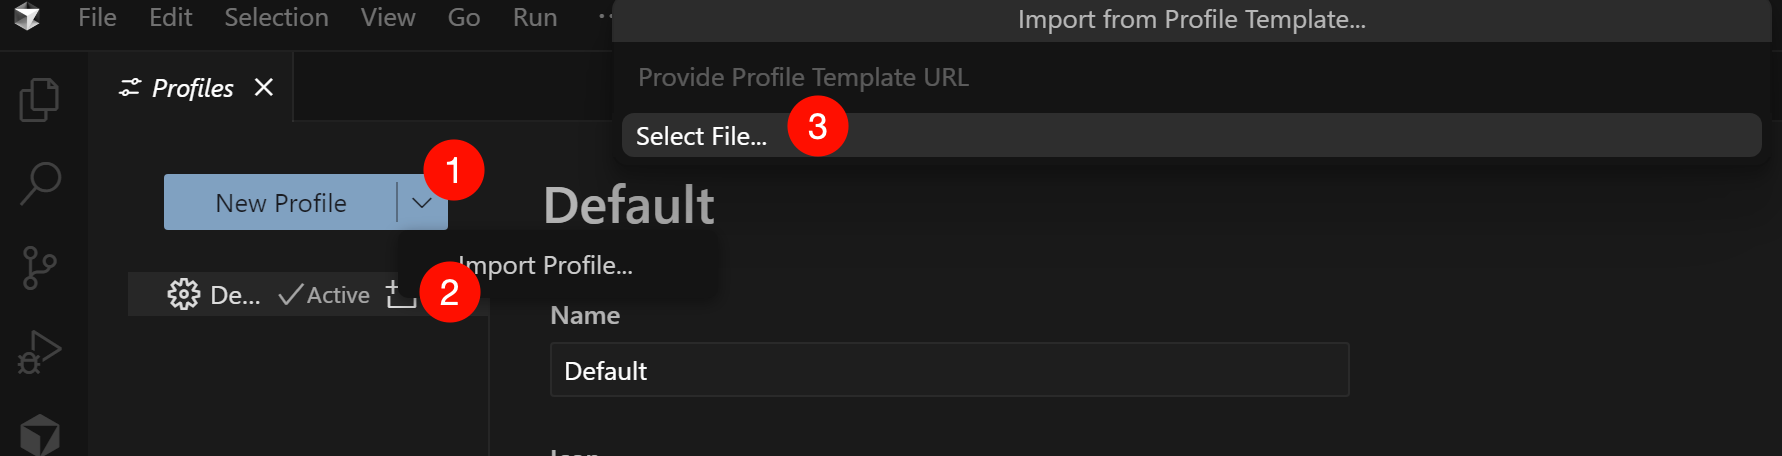 File Edit Selection View Go Run ··
Import from Profile Template...
Provide Profile Template URL
Profiles
Select File...
3
1
New Profile
Default
Import Profile...
2
De... Active
Name
Default